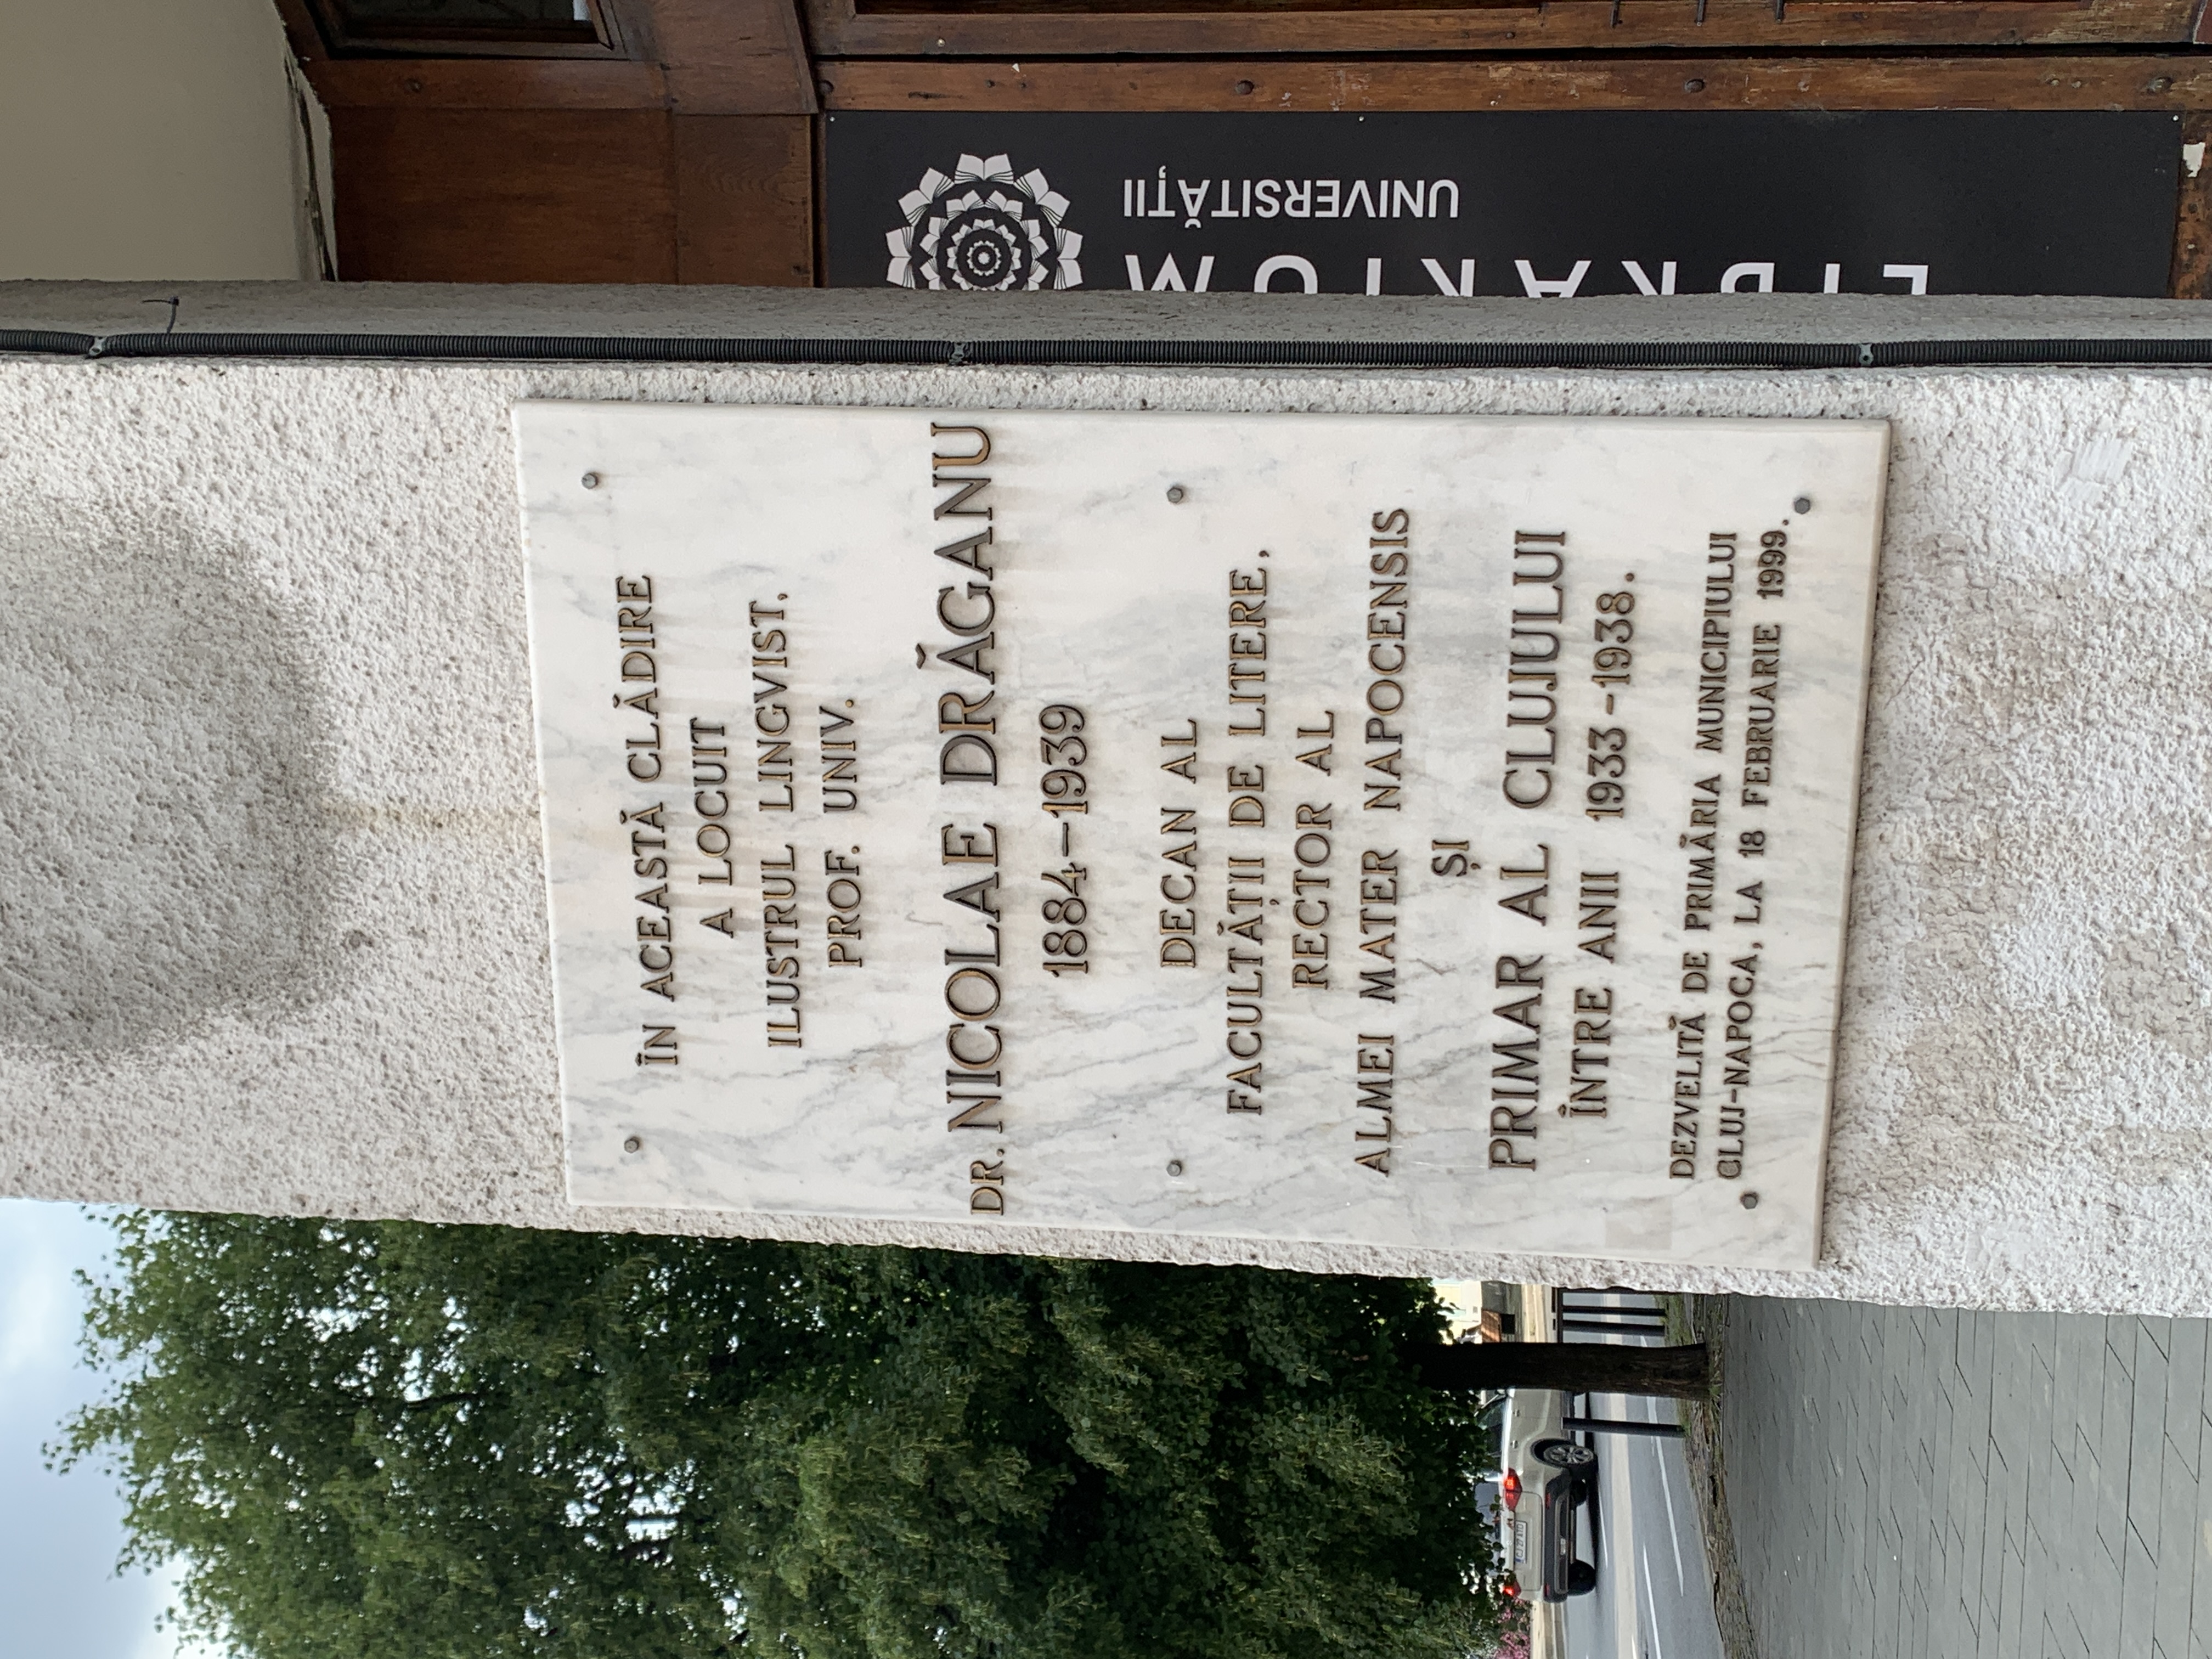 ÎN ACEASTĂ CLĂDIRE
A LOCUIT
ILUSTRUL LINGVIST,
PROF. UNIV.
DR. NICOLAE DRĂGANU
1884–1939
DECAN AL
FACULTĂȚII DE LITERE,
RECTOR AL
ALMEI MATER NAPOCENSIS
ȘI
PRIMAR AL CLUJULUI
ÎNTRE ANII 1933-1938.
DEZVELITĂ DE PRIMĂRIA MUNICIPIULUI
CLUJ-NAPOCA, LA 18 FEBRUARIE 1999.
LIBRARIUM
UNIVERSITĂȚII